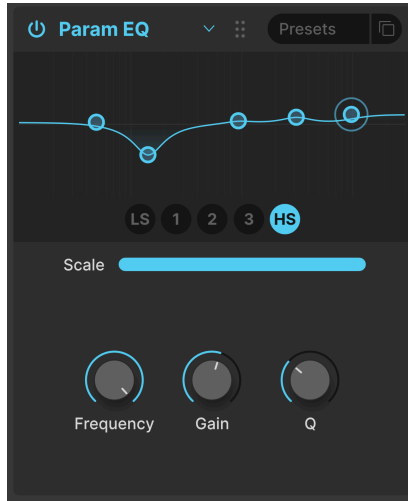 Param EQ Presets
LS 1 2 3 HS
Scale
Frequency Gain Q